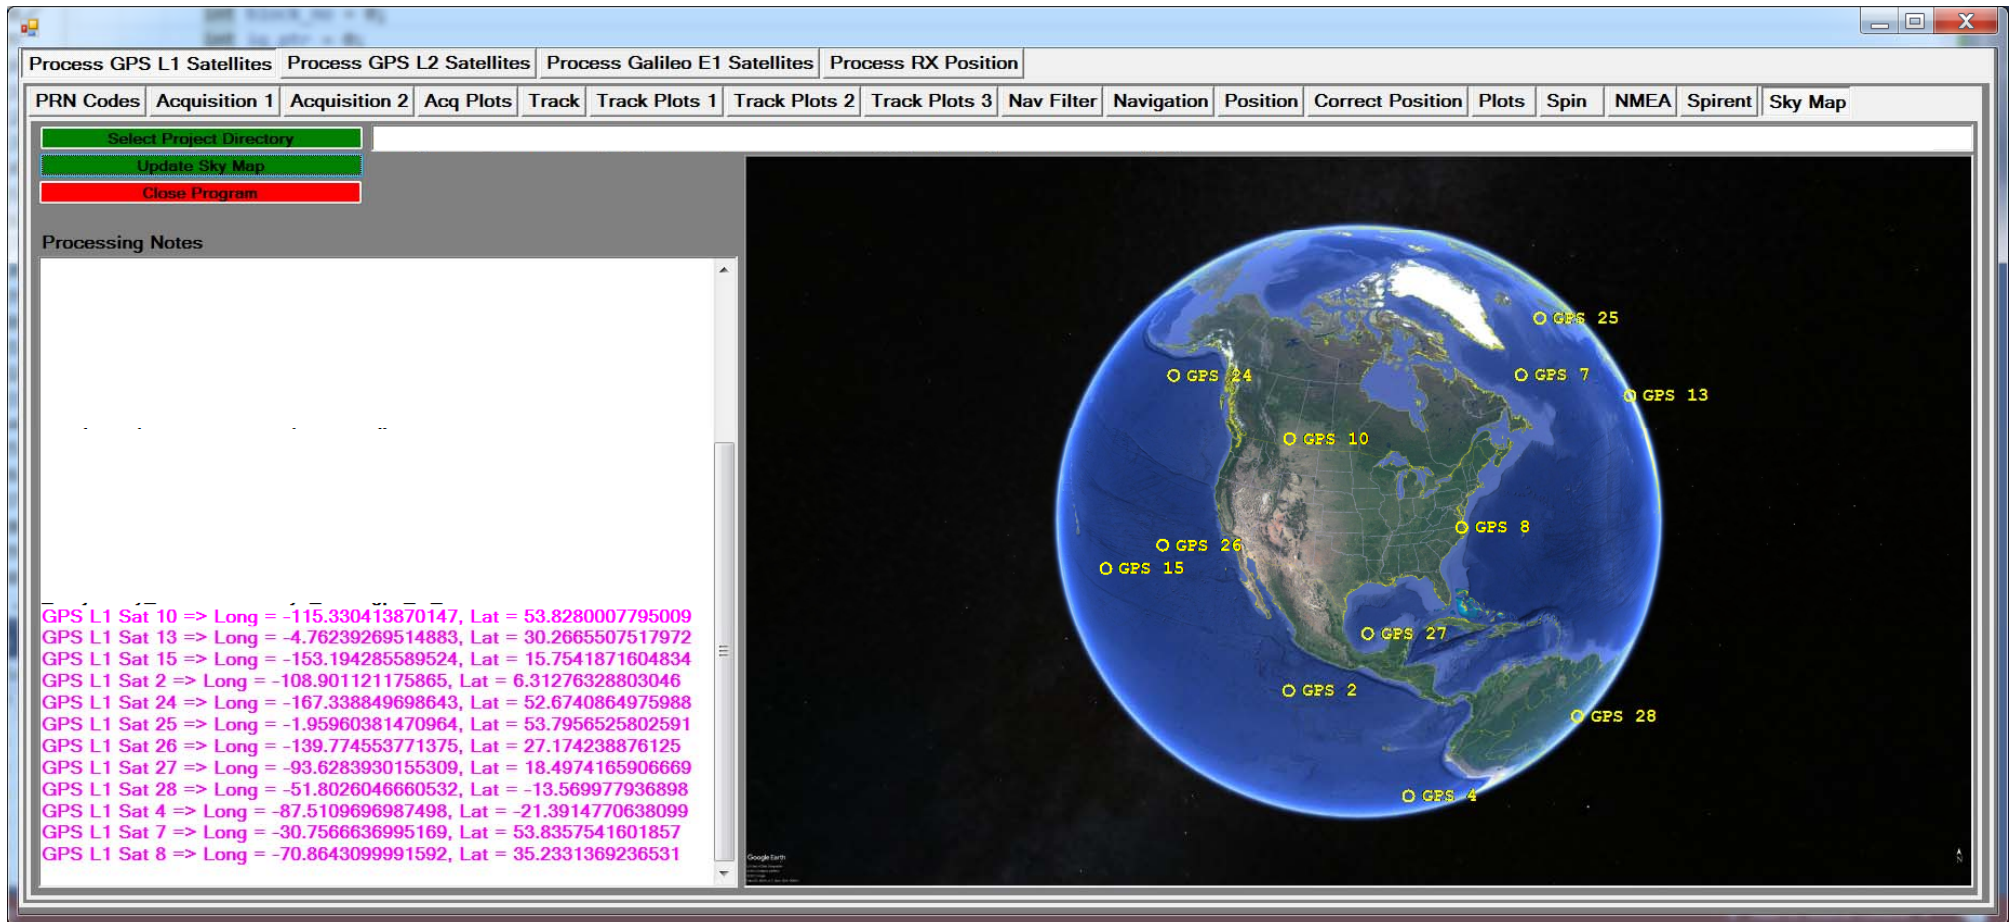 int block_no = 0;
int iq_ptr = 0;
X
Process GPS L1 Satellites Process GPS L2 Satellites Process Galileo E1 Satellites Process RX Position
PRN Codes Acquisition 1 Acquisition 2 Acq Plots Track Track Plots 1 Track Plots 2 Track Plots 3 Nav Filter Navigation Position Correct Position Plots Spin NMEA Spirent Sky Map
Select Project Directory
Update Sky Map
Close Program
Processing Notes
GPS L1 Sat 10 => Long = -115.330413870147, Lat = 53.8280007795009
GPS L1 Sat 13 => Long = -4.76239269514883, Lat = 30.2665507517972
GPS L1 Sat 15 => Long = -153.194285589524, Lat = 15.7541871604834
GPS L1 Sat 2 => Long = -108.901121175865, Lat = 6.31276328803046
GPS L1 Sat 24 => Long = -167.338849698643, Lat = 52.6740864975988
GPS L1 Sat 25 => Long = -1.95960381470964, Lat = 53.7956525802591
GPS L1 Sat 26 => Long = -139.774553771375, Lat = 27.174238876125
GPS L1 Sat 27 => Long = -93.6283930155309, Lat = 18.4974165906669
GPS L1 Sat 28 => Long = -51.8026046660532, Lat = -13.569977936898
GPS L1 Sat 4 => Long = -87.5109696987498, Lat = -21.3914770638099
GPS L1 Sat 7 => Long = -30.7566636995169, Lat = 53.8357541601857
GPS L1 Sat 8 => Long = -70.8643099991592, Lat = 35.2331369236531
GPS 25
GPS 24
GPS 7
GPS 13
GPS 10
GPS 8
GPS 26
GPS 15
GPS 27
GPS 2
GPS 28
GPS 4
Google Earth
N